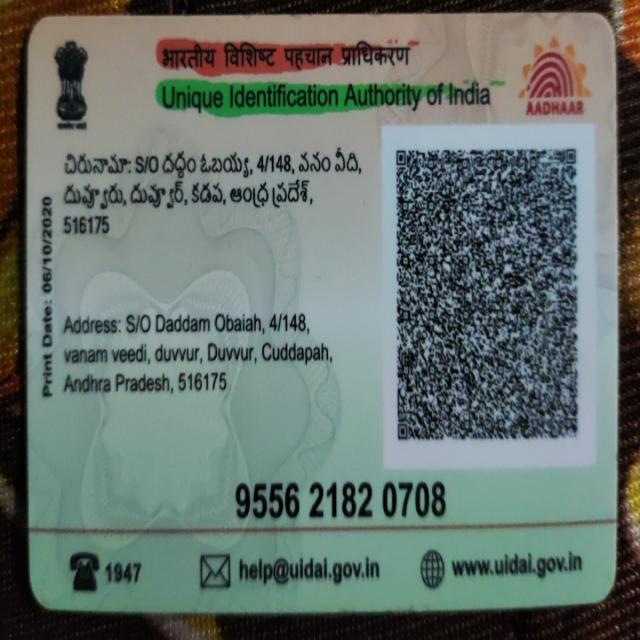 भारतीय विशिष्ट पहचान प्राधिकरण
Unique Identification Authority of India
AADHAAR
చిరునామా: S/O దద్దం ఓబయ్య, 4/148, వనం వీది,
దువ్వూరు, దువ్వూర్, కడప, ఆంధ్ర ప్రదేశ్,
516175
Print Date: 06/10/2020
Address: S/O Daddam Obaiah, 4/148,
vanam veedi, duvvur, Duvvur, Cuddapah,
Andhra Pradesh, 516175
9556 2182 0708
1947
help@uidai.gov.in
www.uidai.gov.in